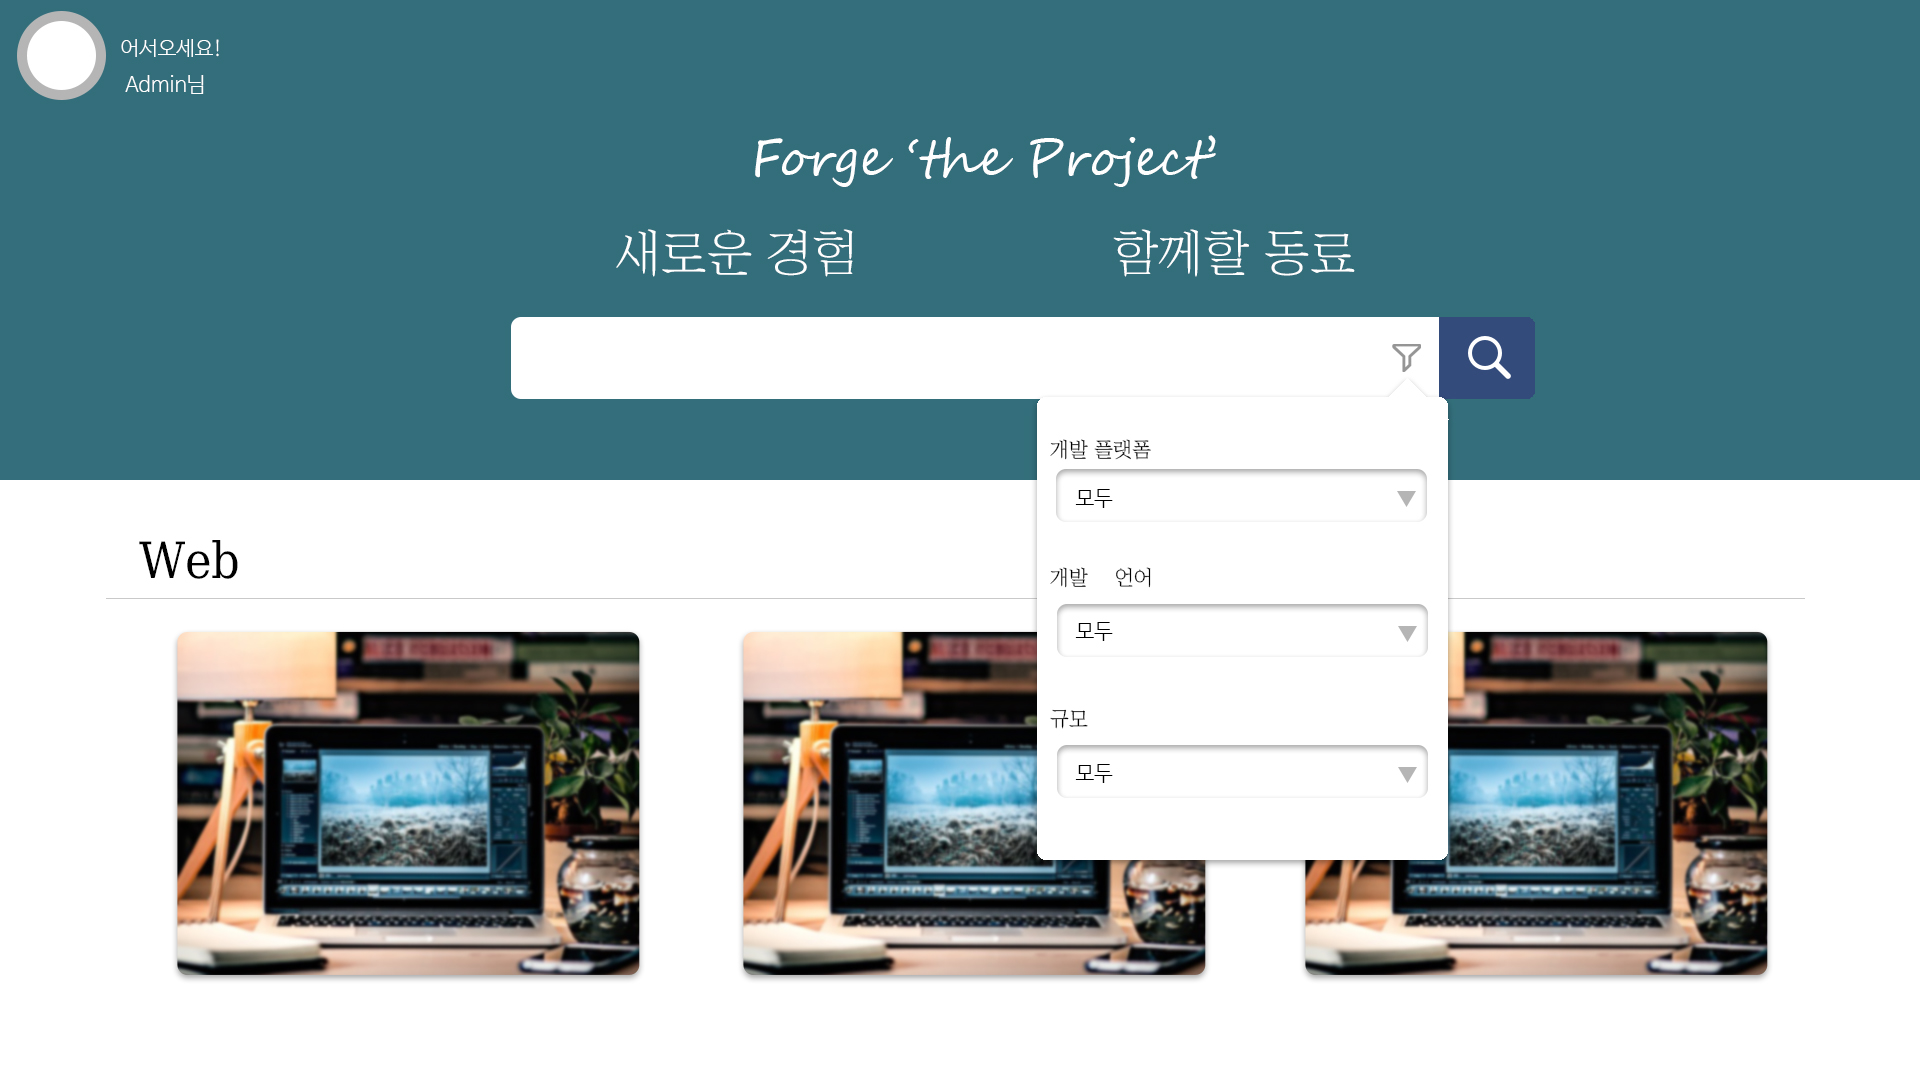 어서오세요!
Admin님
Forge ‘the Project’
새로운 경험 함께할 동료
개발 플랫폼
모두
Web
개발 언어
모두
규모
모두